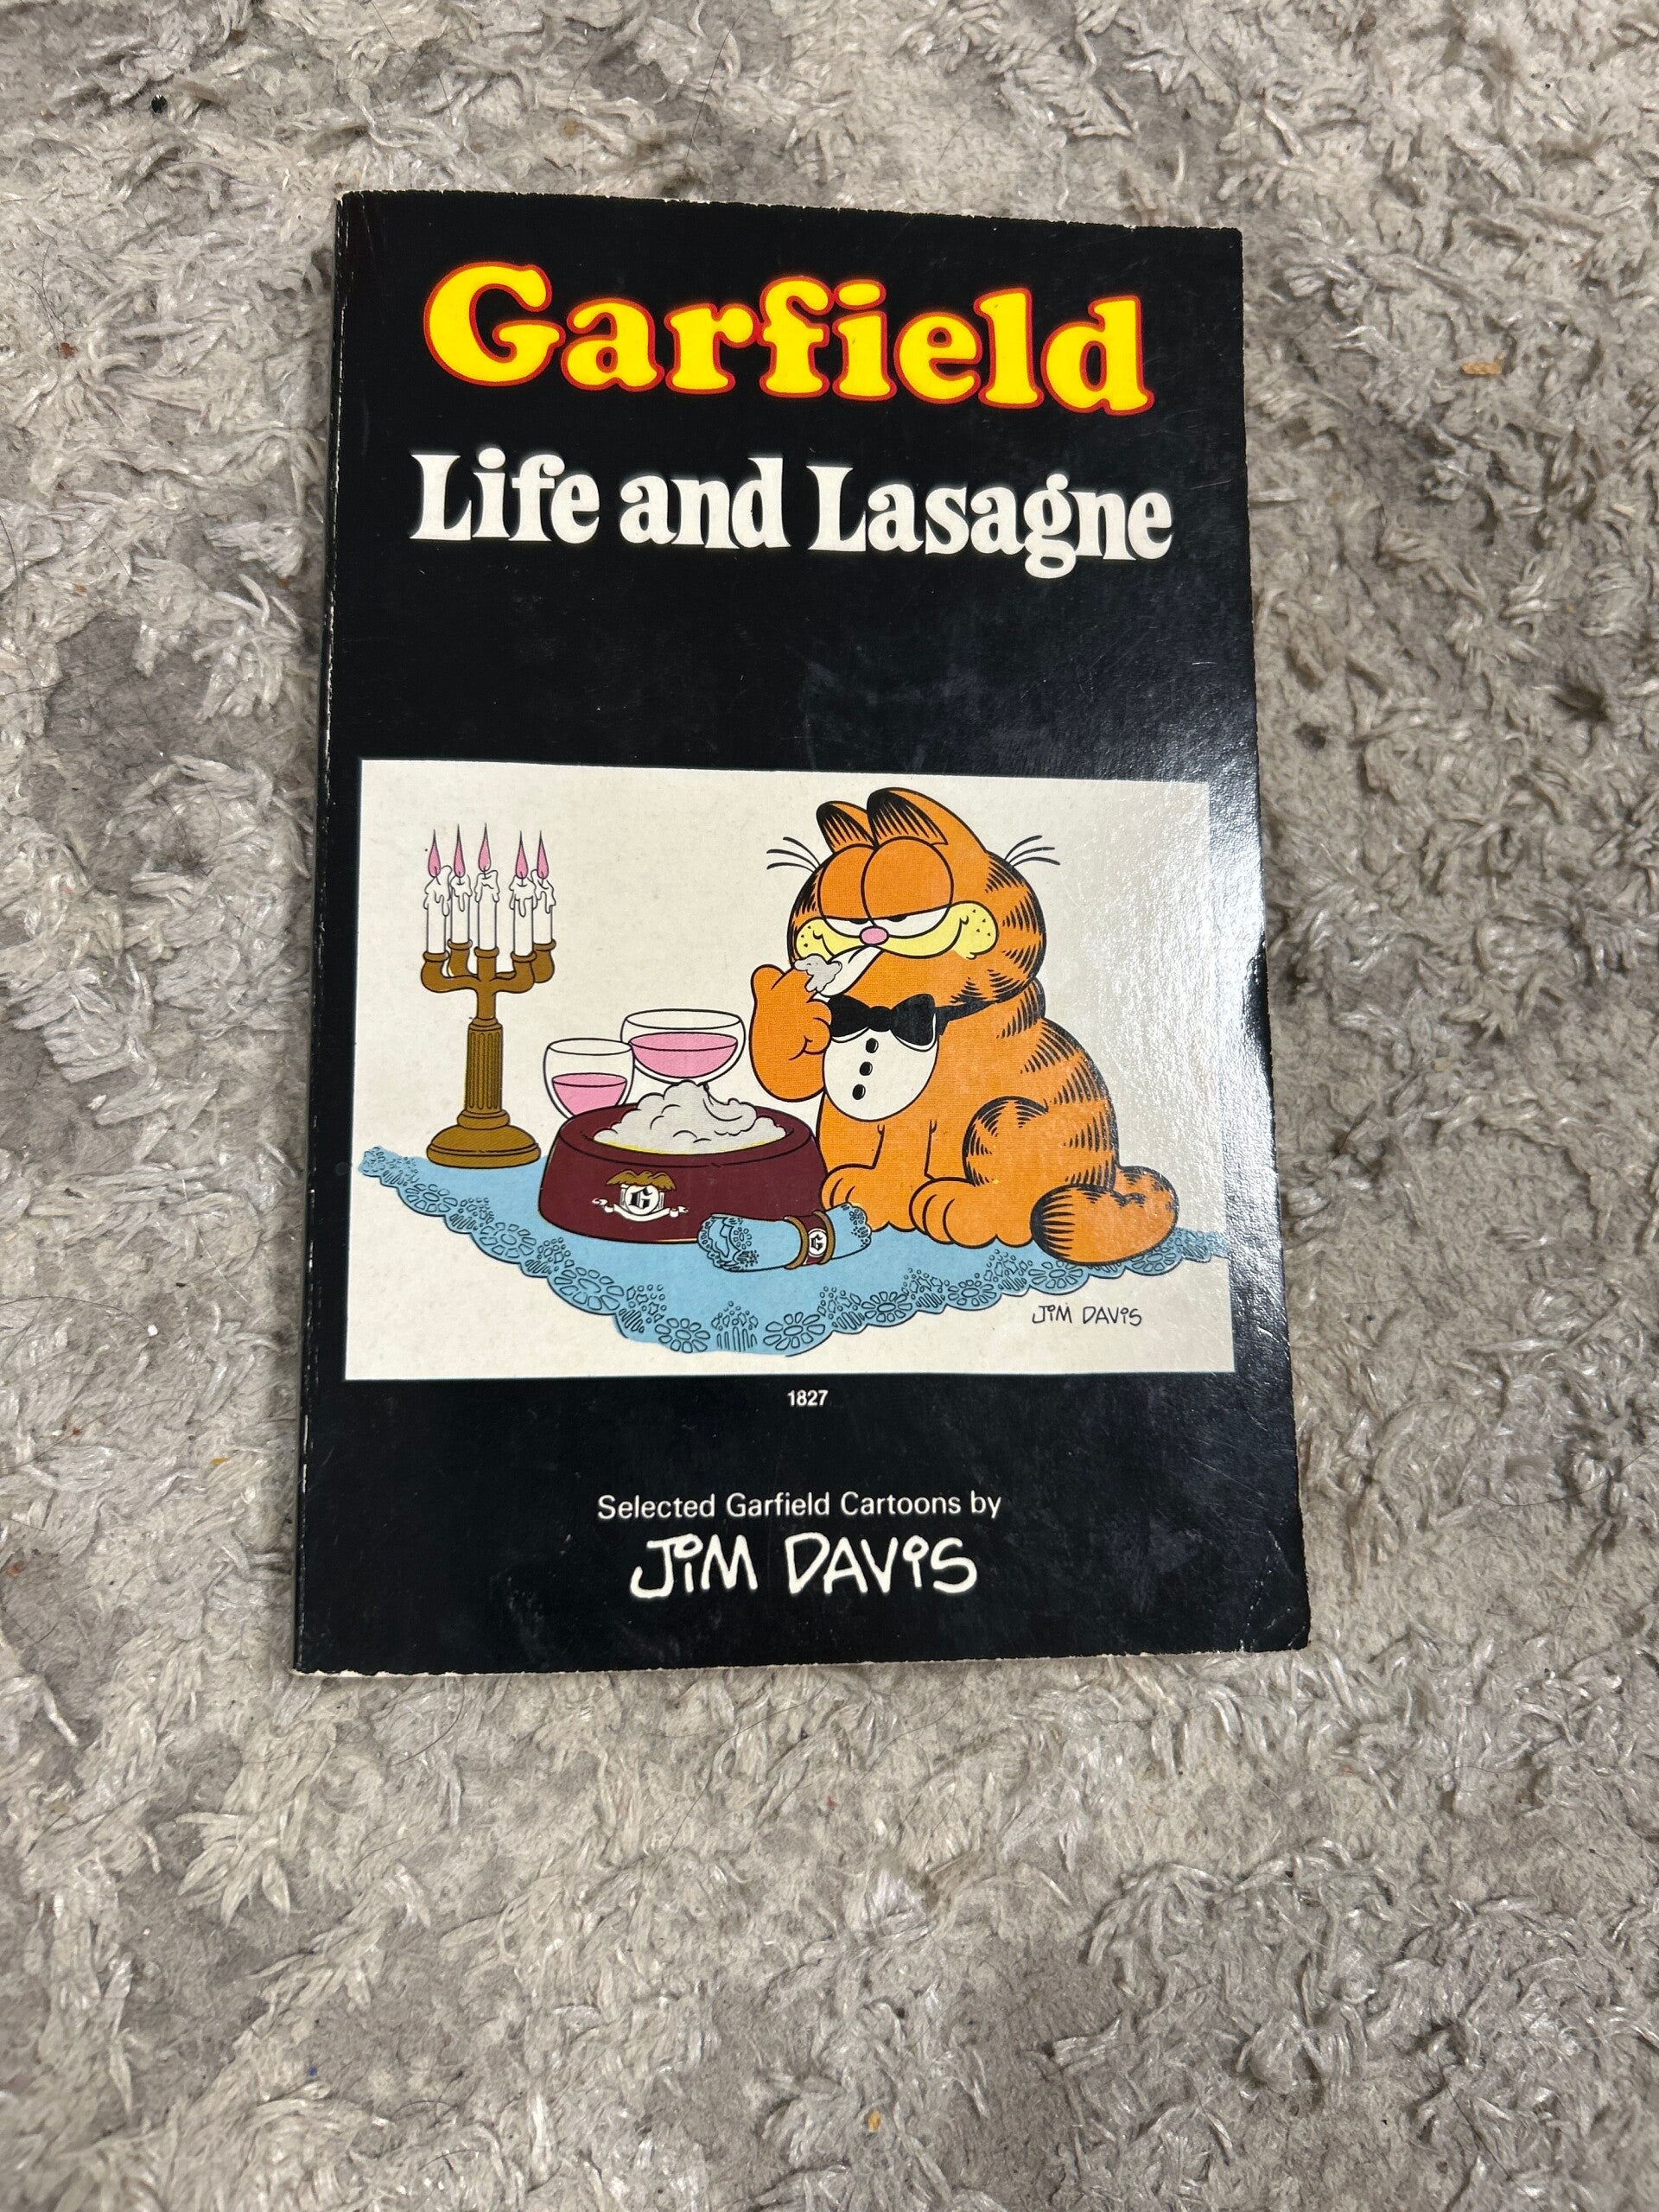 Garfield
Life and Lasagne
G
G
JIM DAVIS
1827
Selected Garfield Cartoons by
JIM DAVIS